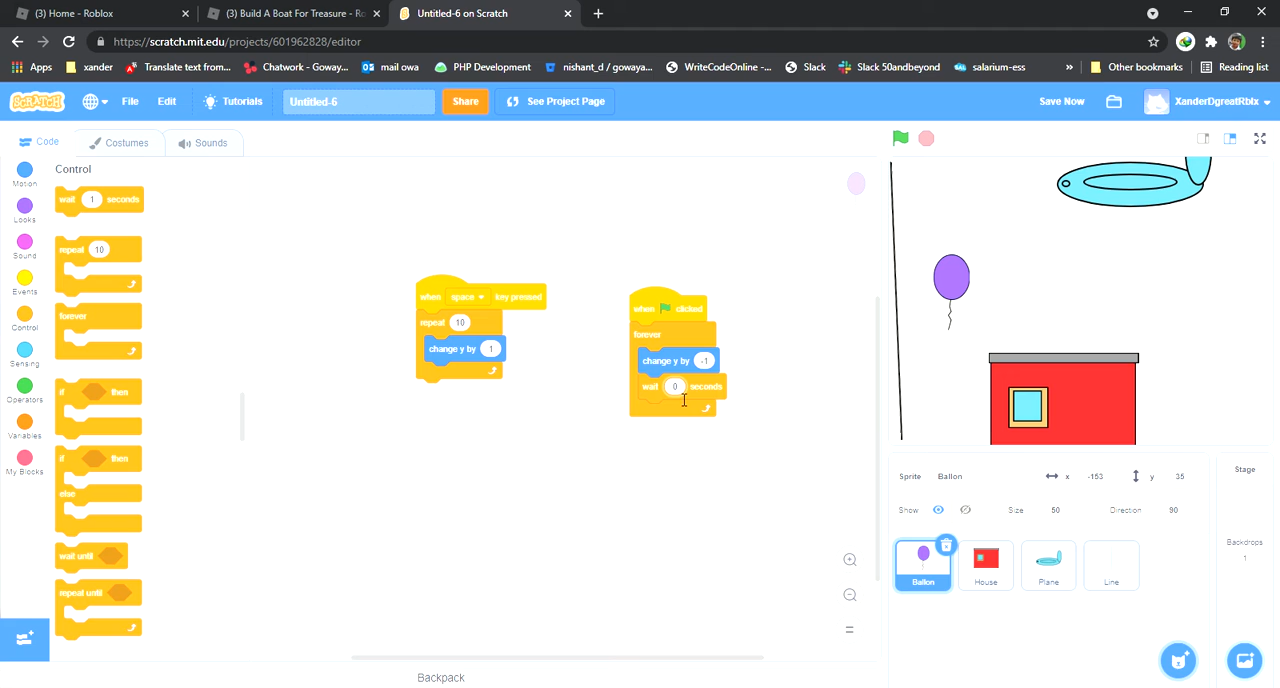 (3) Home - Roblox
(3) Build A Boat For Treasure - Ro
Untitled-6 on Scratch
https://scratch.mit.edu/projects/601962828/editor
Apps
xander
Translate text from...
Chatwork - Goway...
mail owa
PHP Development
nishant_d / gowaya...
WriteCodeOnline -...
Slack
Slack 50andbeyond
salarium-ess
»
Other bookmarks
Reading list
SCRATCH
File
Edit
Tutorials
Untitled-6
Share
See Project Page
Save Now
XanderDgreatRblx
Code
Costumes
Sounds
Motion
Looks
Sound
Events
Control
Sensing
Operators
Variables
My Blocks
Control
wait 1 seconds
repeat 10
forever
if then
if then
else
wait until
repeat until
when space key pressed
repeat 10
change y by 1
when clicked
forever
change y by -1
wait 0 seconds
Backpack
Sprite Ballon x -153 y 35
Show Size 50 Direction 90
Ballon
House
Plane
Line
Stage
Backdrops
1